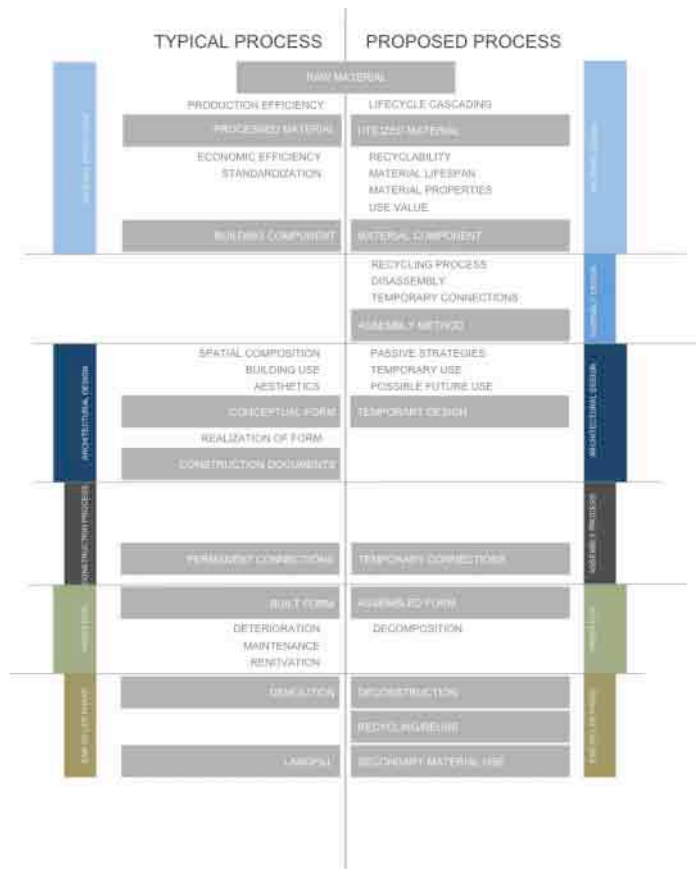 TYPICAL PROCESS
PROPOSED PROCESS
RAW MATERIAL
PRODUCTION EFFICIENCY
LIFECYCLE CASCADING
PROCESSED MATERIAL
UTILIZED MATERIAL
ECONOMIC EFFICIENCY
STANDARDIZATION
RECYCLABILITY
MATERIAL LIFESPAN
MATERIAL PROPERTIES
USE VALUE
BUILDING COMPONENT
MATERIAL COMPONENT
RECYCLING PROCESS
DISASSEMBLY
TEMPORARY CONNECTIONS
ASSEMBLY METHOD
SPATIAL COMPOSITION
BUILDING USE
AESTHETICS
PASSIVE STRATEGIES
TEMPORARY USE
POSSIBLE FUTURE USE
CONCEPTUAL FORM
TEMPORARY DESIGN
REALIZATION OF FORM
CONSTRUCTION DOCUMENTS
ARCHITECTURAL DESIGN
ARCHITECTURAL DESIGN
PERMANENT CONNECTIONS
TEMPORARY CONNECTIONS
CONSTRUCTION PROCESS
ASSEMBLY PROCESS
BUILT FORM
ASSEMBLED FORM
DETERIORATION
MAINTENANCE
RENOVATION
DECOMPOSITION
DEMOLITION
DECONSTRUCTION
RECYCLING/REUSE
LANDFILL
SECONDARY MATERIAL USE